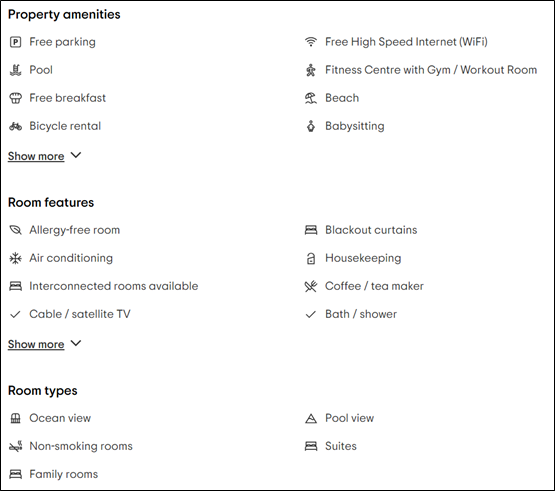 Property amenities
Free parking
Free High Speed Internet (WiFi)
Pool
Fitness Centre with Gym / Workout Room
Free breakfast
Beach
Bicycle rental
Babysitting
Show more
Room features
Allergy-free room
Blackout curtains
Air conditioning
Housekeeping
Interconnected rooms available
Coffee / tea maker
Cable / satellite TV
Bath / shower
Show more
Room types
Ocean view
Pool view
Non-smoking rooms
Suites
Family rooms